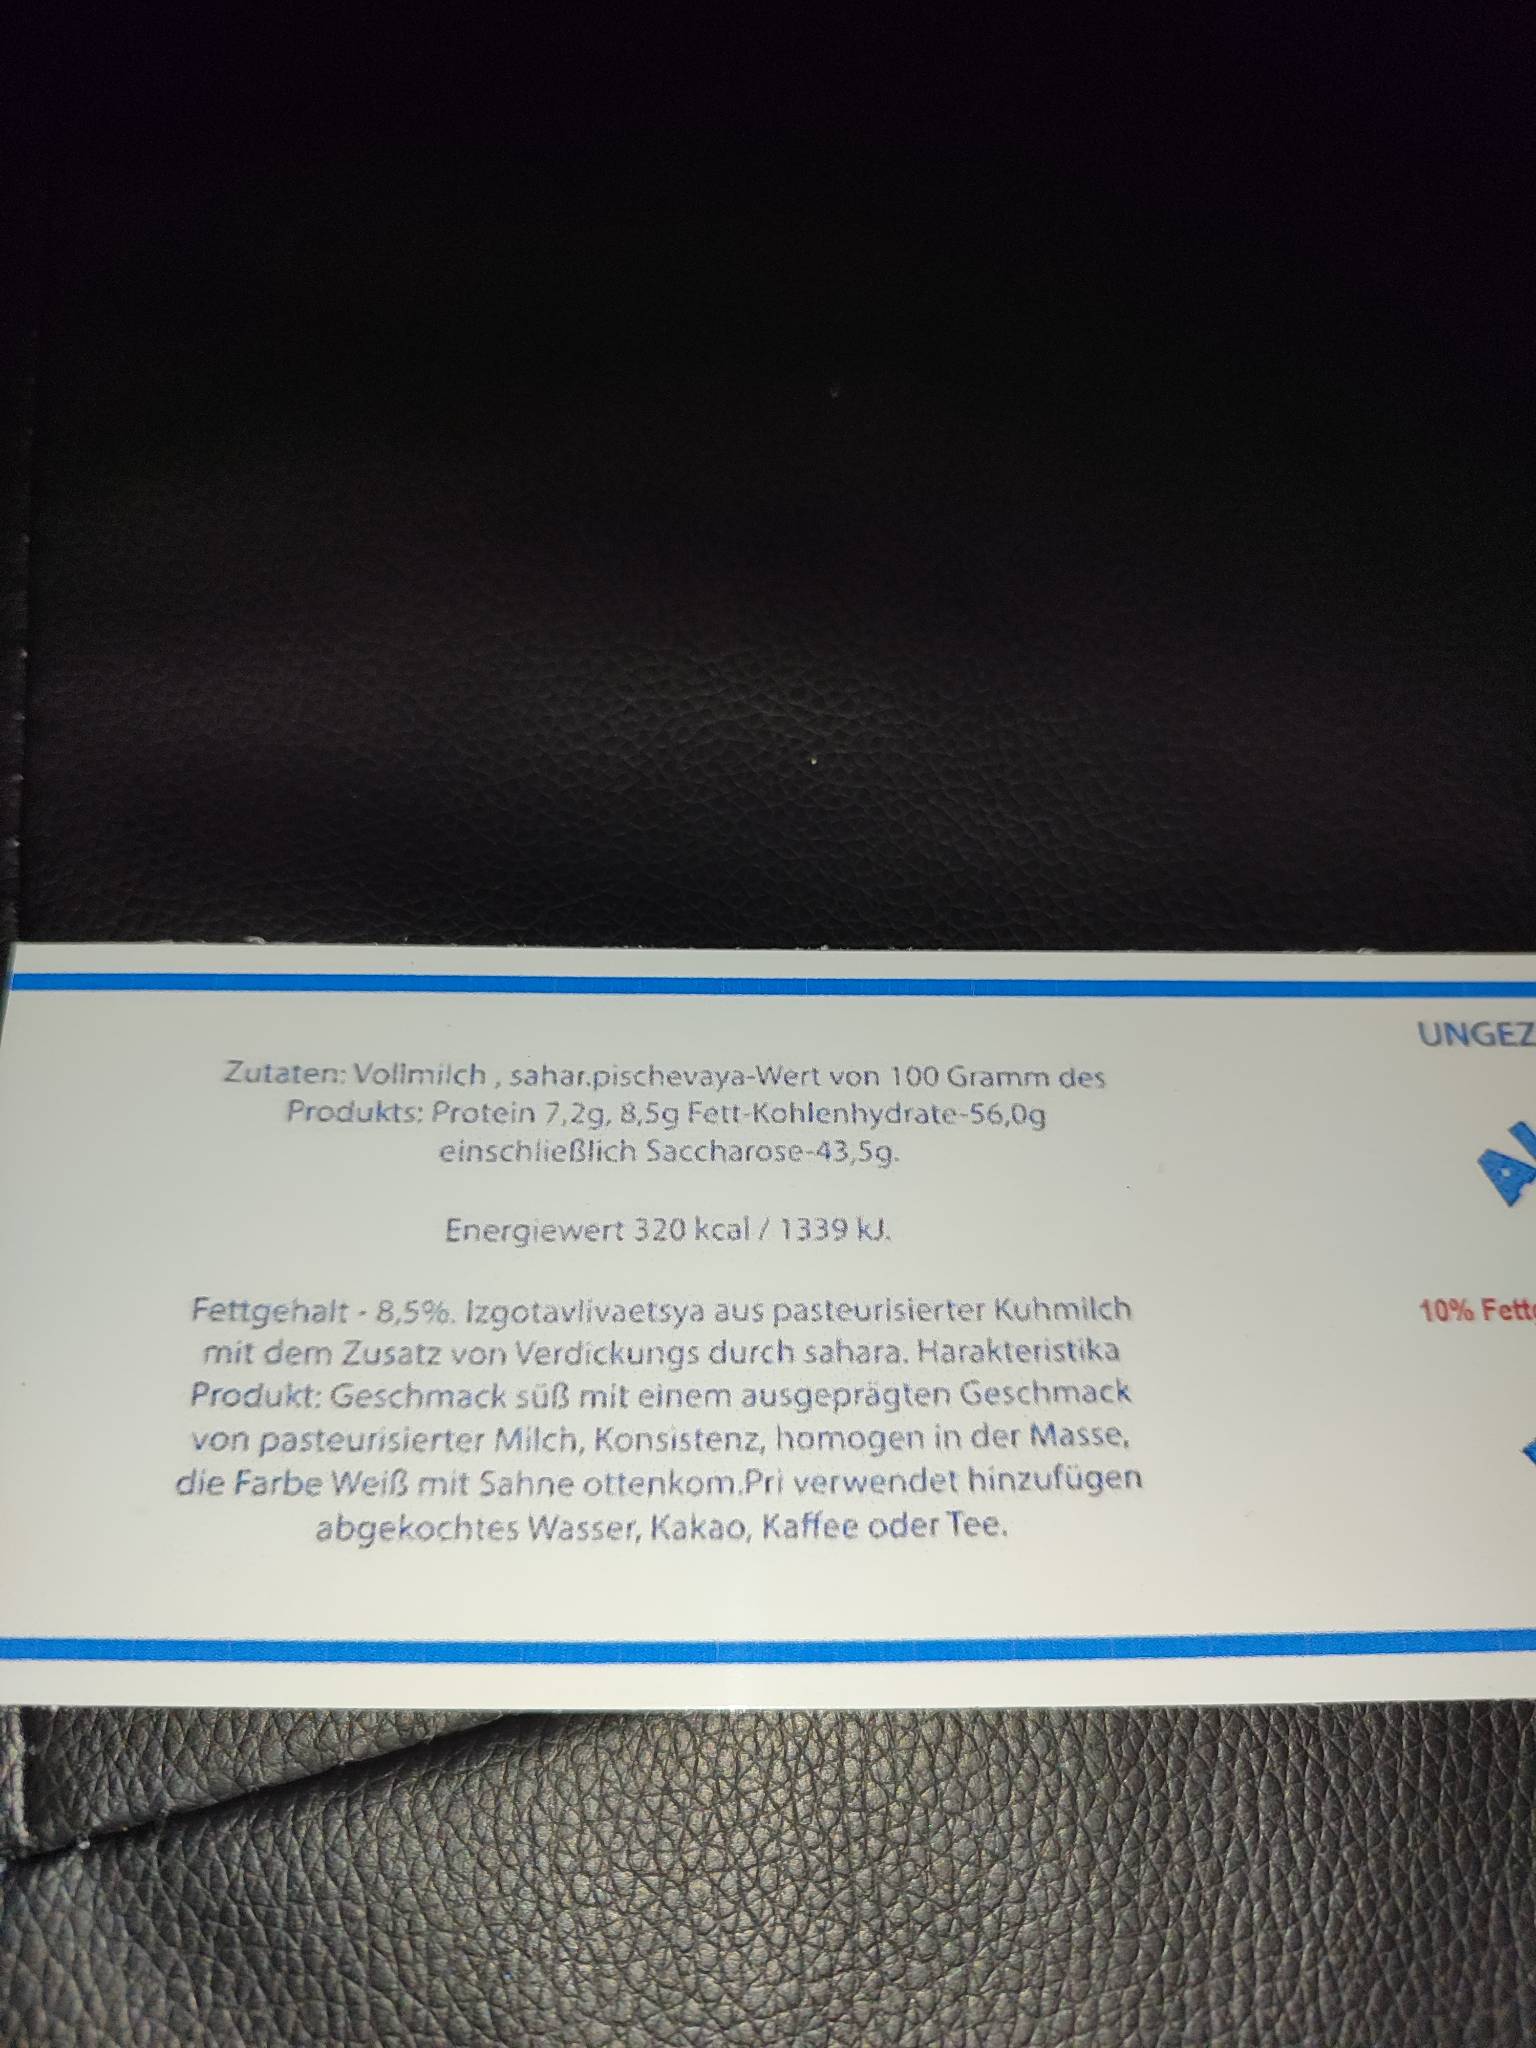 Zutaten: Vollmilch , sahar.pischevaya-Wert von 100 Gramm des
Produkts: Protein 7,2g, 8,5g Fett-Kohlenhydrate-56,0g
einschließlich Saccharose-43,5g.
Energiewert 320 kcal / 1339 kJ.
Fettgehalt - 8,5%. Izgotavlivaetsya aus pasteurisierter Kuhmilch
mit dem Zusatz von Verdickungs durch sahara. Harakteristika
Produkt: Geschmack süß mit einem ausgeprägten Geschmack
von pasteurisierter Milch, Konsistenz, homogen in der Masse,
die Farbe Weiß mit Sahne ottenkom.Pri verwendet hinzufügen
abgekochtes Wasser, Kakao, Kaffee oder Tee.
UNGEZ
10%